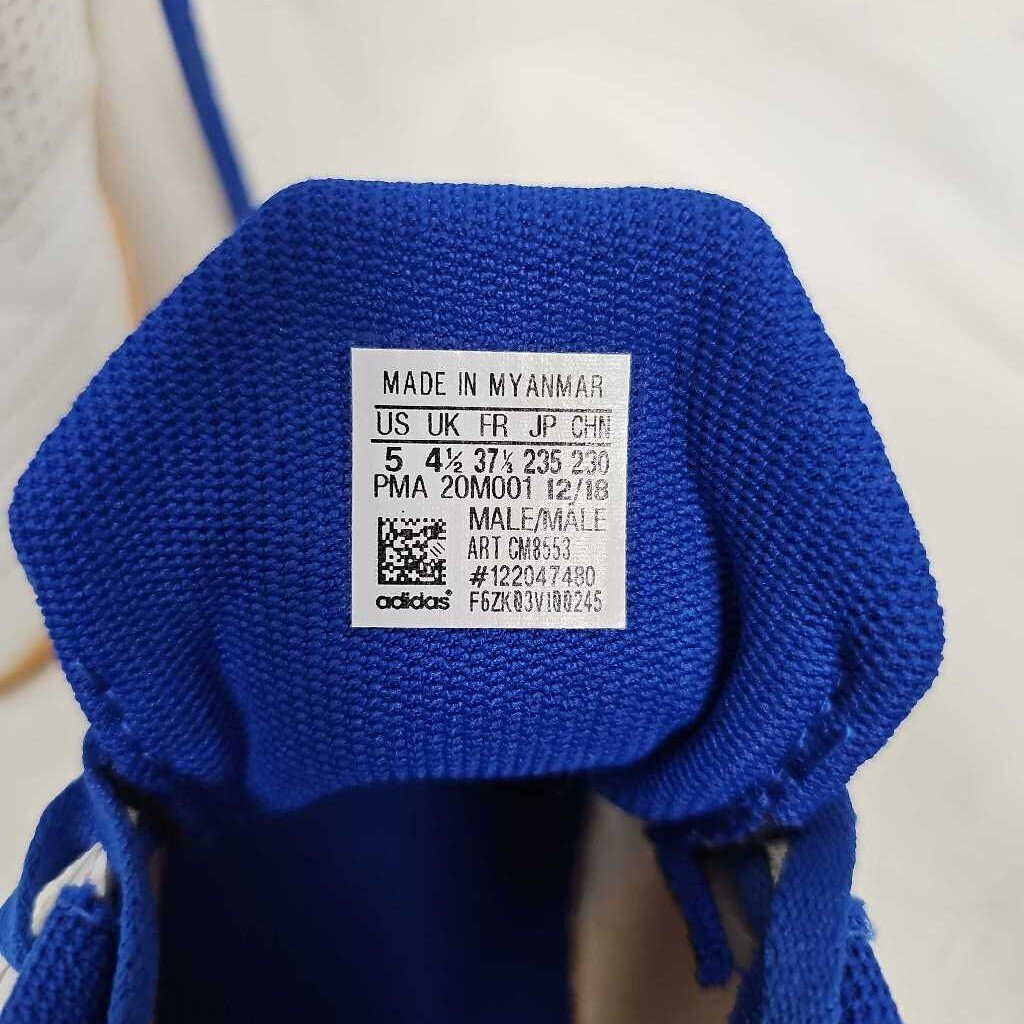 MADE IN MYANMAR
US UK FR JP CHN
5 4½ 37⅓ 235 230
PMA 20M001 12/18
MALE/MÂLE
ART CM8553
#122047480
adidas® F6ZK03VI00245